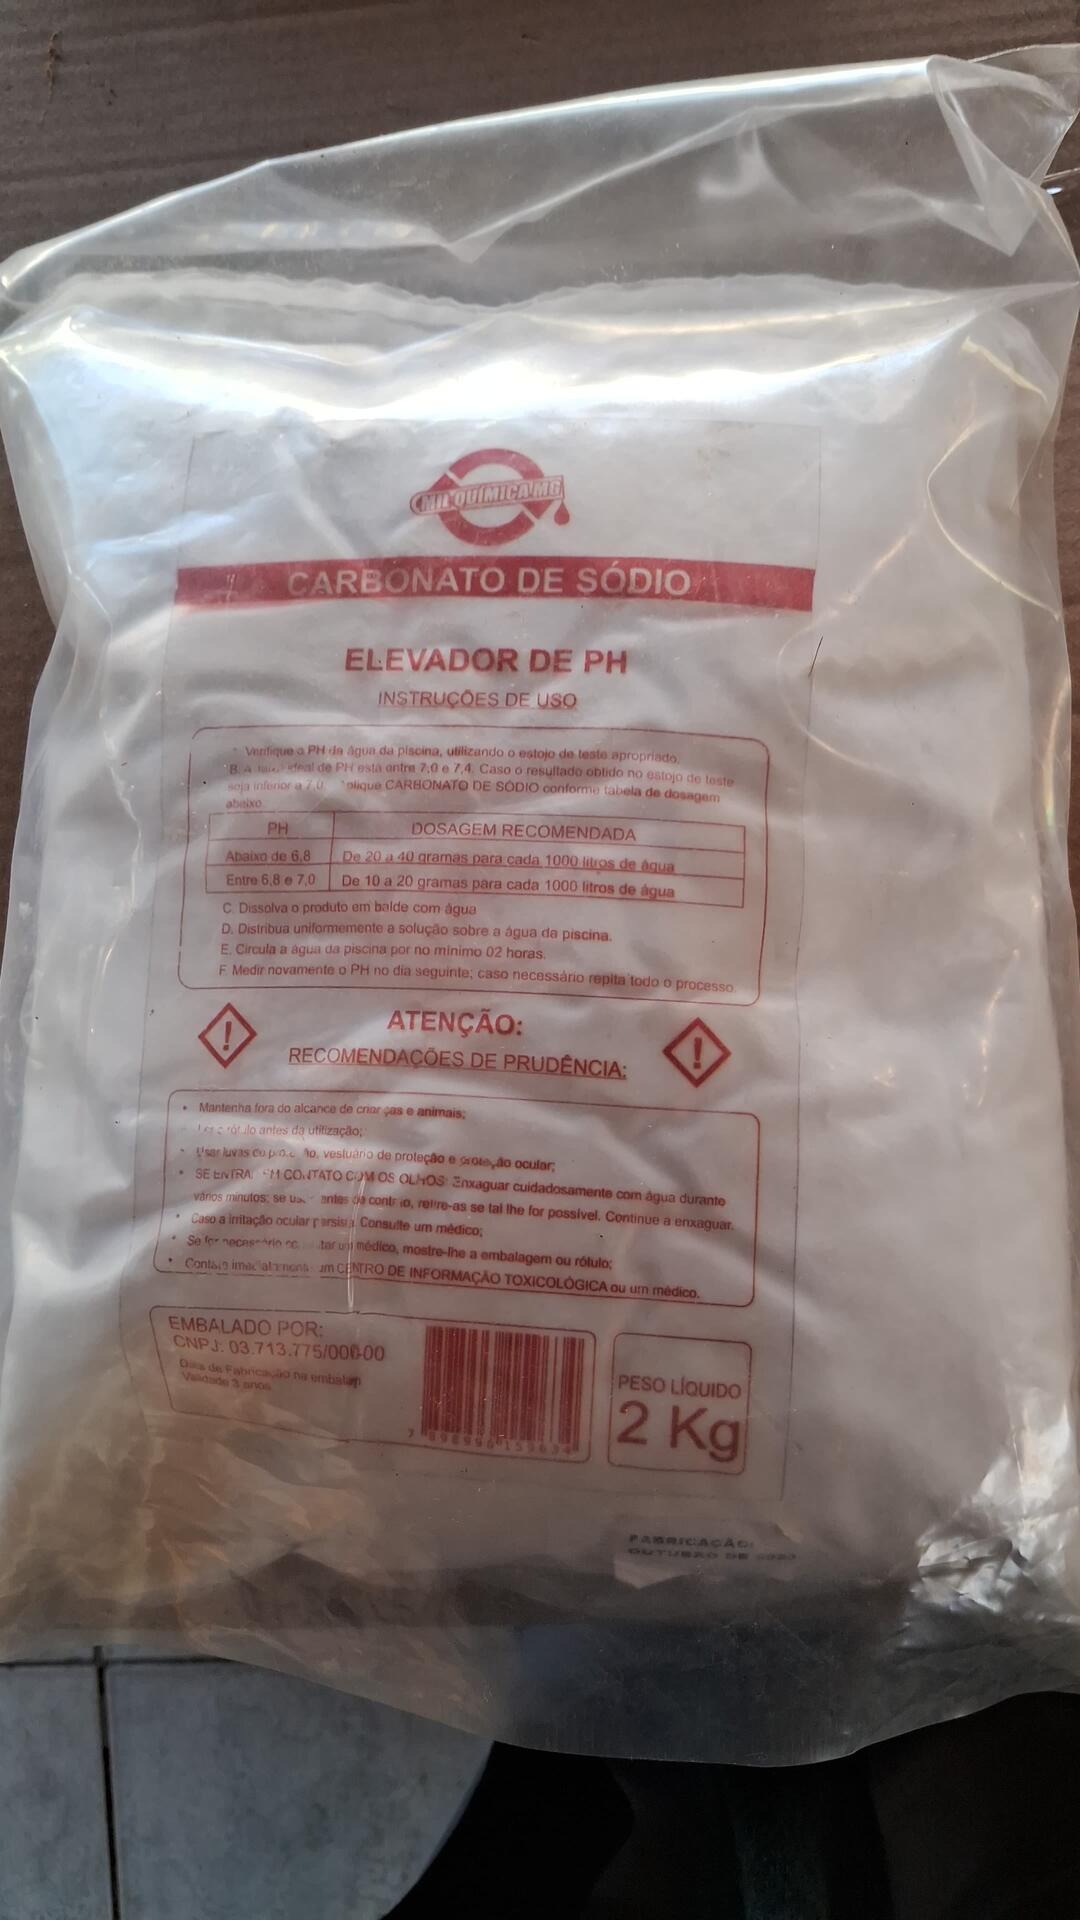 MIL QUÍMICA MG
CARBONATO DE SÓDIO
ELEVADOR DE PH
INSTRUÇÕES DE USO
Verifique o PH da água da piscina, utilizando o estojo de teste apropriado.
B. A ideal de PH está entre 7,0 e 7,4. Caso o resultado obtido no estojo de teste
seja inferior a 7,0, plique CARBONATO DE SÓDIO conforme tabela de dosagem
abaixo
PH DOSAGEM RECOMENDADA
Abaixo de 6,8 De 20 a 40 gramas para cada 1000 litros de água
Entre 6,8 e 7,0 De 10 a 20 gramas para cada 1000 litros de água
C. Dissolva o produto em balde com água
D. Distribua uniformemente a solução sobre a água da piscina.
E. Circula a água da piscina por no mínimo 02 horas.
F. Medir novamente o PH no dia seguinte; caso necessário repita todo o processo.
ATENÇÃO:
! !
RECOMENDAÇÕES DE PRUDÊNCIA:
• Mantenha fora do alcance de crianças e animais;
rótulo antes da utilização;
• Usar luvas de proteção, vestuário de proteção e proteção ocular;
• SE ENTRAR EM CONTATO COM OS OLHOS: Enxaguar cuidadosamente com água durante
vários minutos; se usar lentes de contato, retire-as se tal lhe for possível. Continue a enxaguar.
• Caso a irritação ocular persista: Consulte um médico;
• Se for necessário consultar um médico, mostre-lhe a embalagem ou rótulo;
• Contate imediatamente um CENTRO DE INFORMAÇÃO TOXICOLÓGICA ou um médico.
EMBALADO POR:
CNPJ: 03.713.775/000-00
Data de Fabricação na embalagem
Validade 3 anos
7 898996 159634
PESO LÍQUIDO
2 Kg
FABRICAÇÃO:
OUTUBRO DE